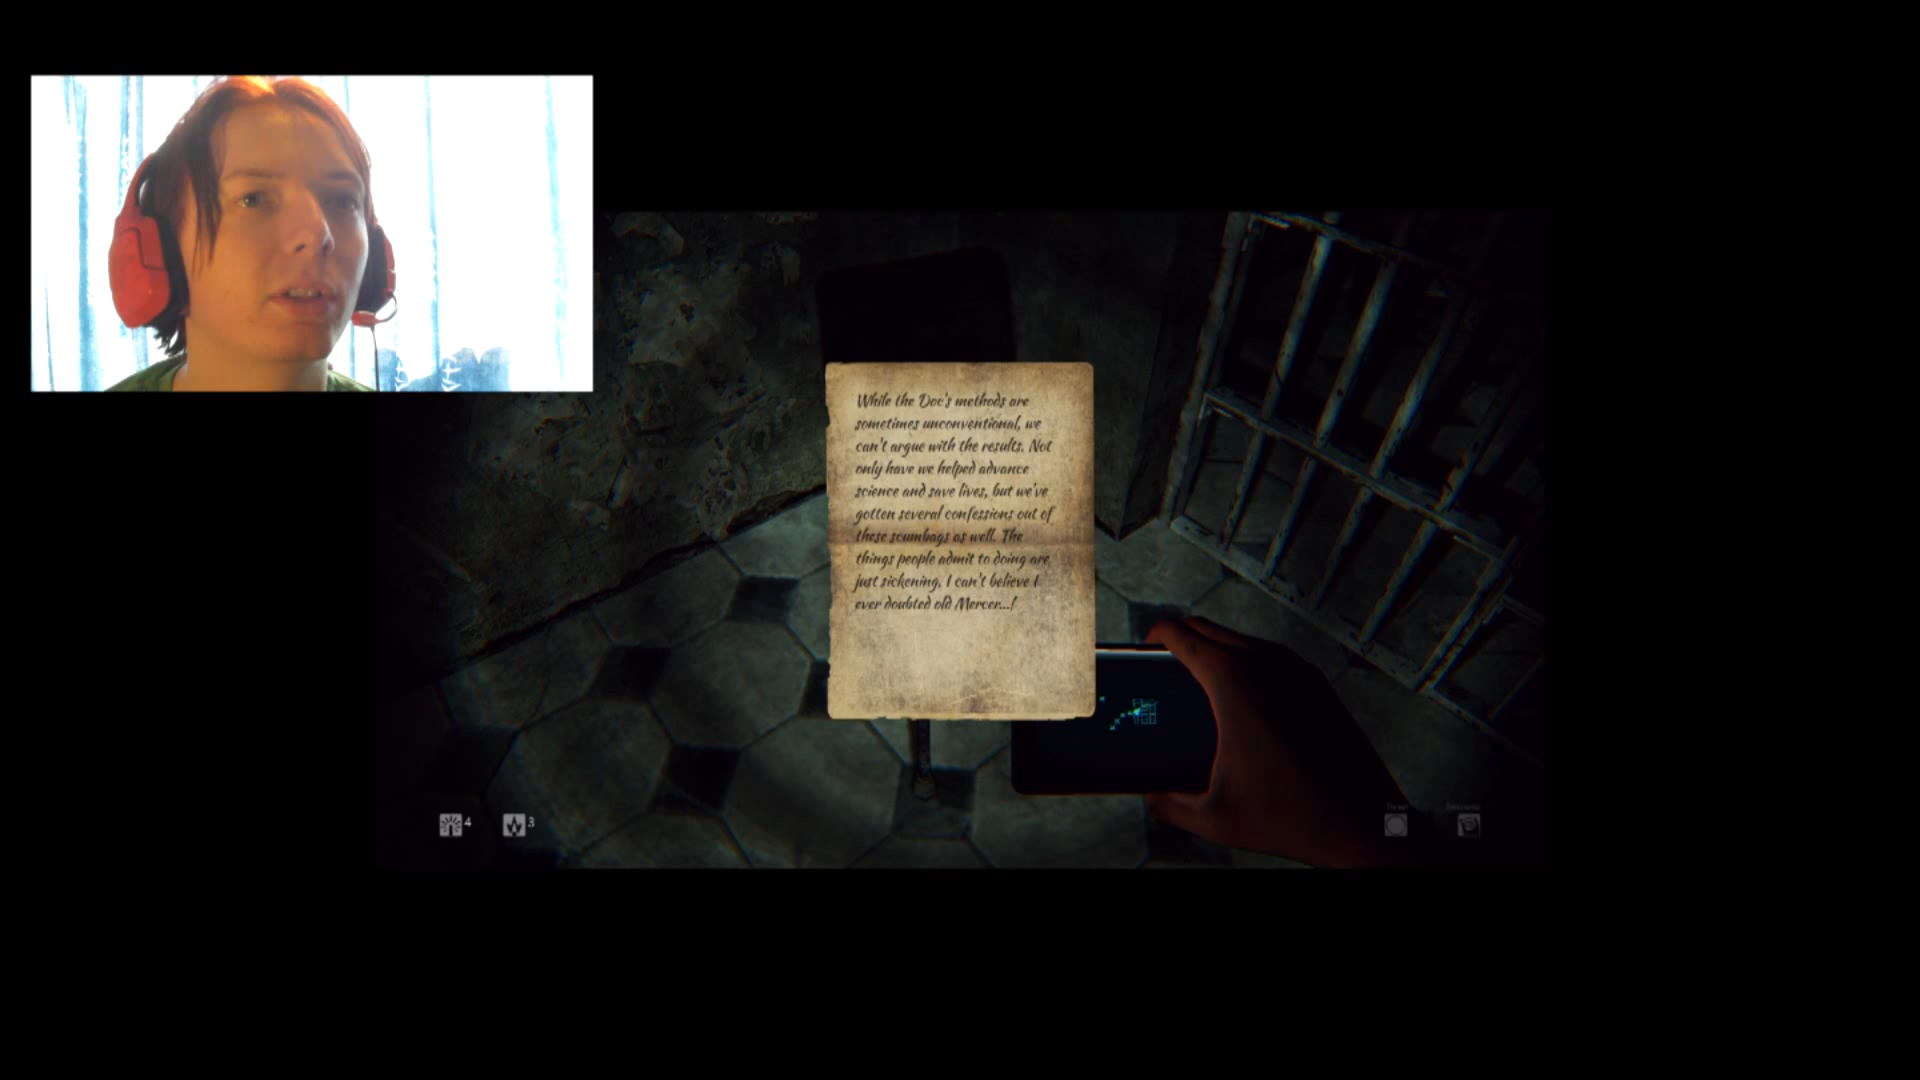 While the Doc's methods are
sometimes unconventional, we
can't argue with the results. Not
only have we helped advance
science and save lives, but we've
gotten several confessions out of
these scumbags as well. The
things people admit to doing are
just sickening. I can't believe I
ever doubted old Mercer...!
4
3